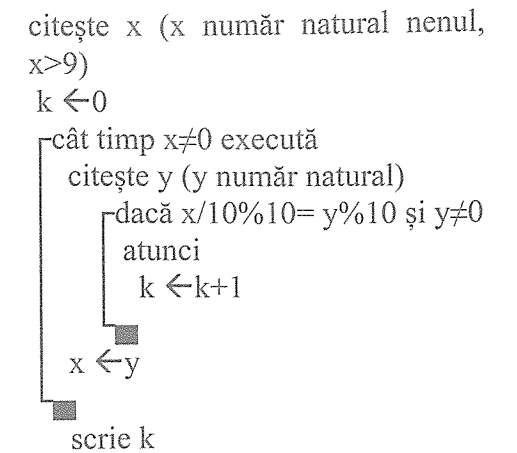 citește x (x număr natural nenul,
x>9)
k ←0
cât timp x≠0 execută
citește y (y număr natural)
dacă x/10%10= y%10 și y≠0
atunci
k ←k+1
x ←y
scrie k